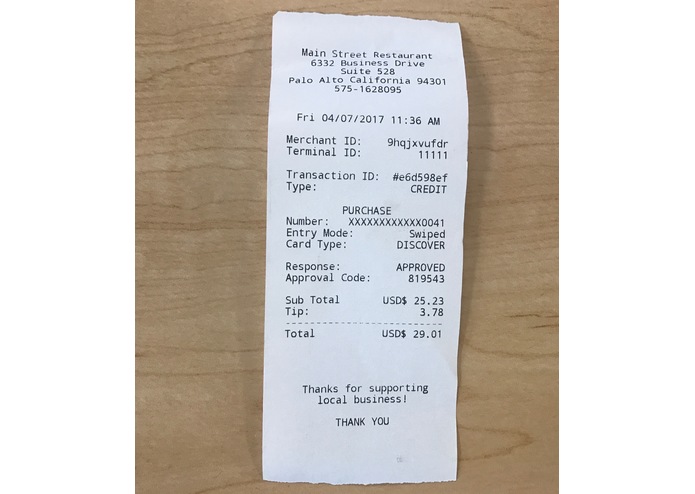 Main Street Restaurant
6332 Business Drive
Suite 528
Palo Alto California 94301
575-1628095
Fri 04/07/2017 11:36 AM
Merchant ID: 9hqjxvufdr
Terminal ID: 11111
Transaction ID: #e6d598ef
Type: CREDIT
PURCHASE
Number: XXXXXXXXXXXX0041
Entry Mode: Swiped
Card Type: DISCOVER
Response: APPROVED
Approval Code: 819543
Sub Total USD$ 25.23
Tip: 3.78
Total USD$ 29.01
Thanks for supporting
local business!
THANK YOU